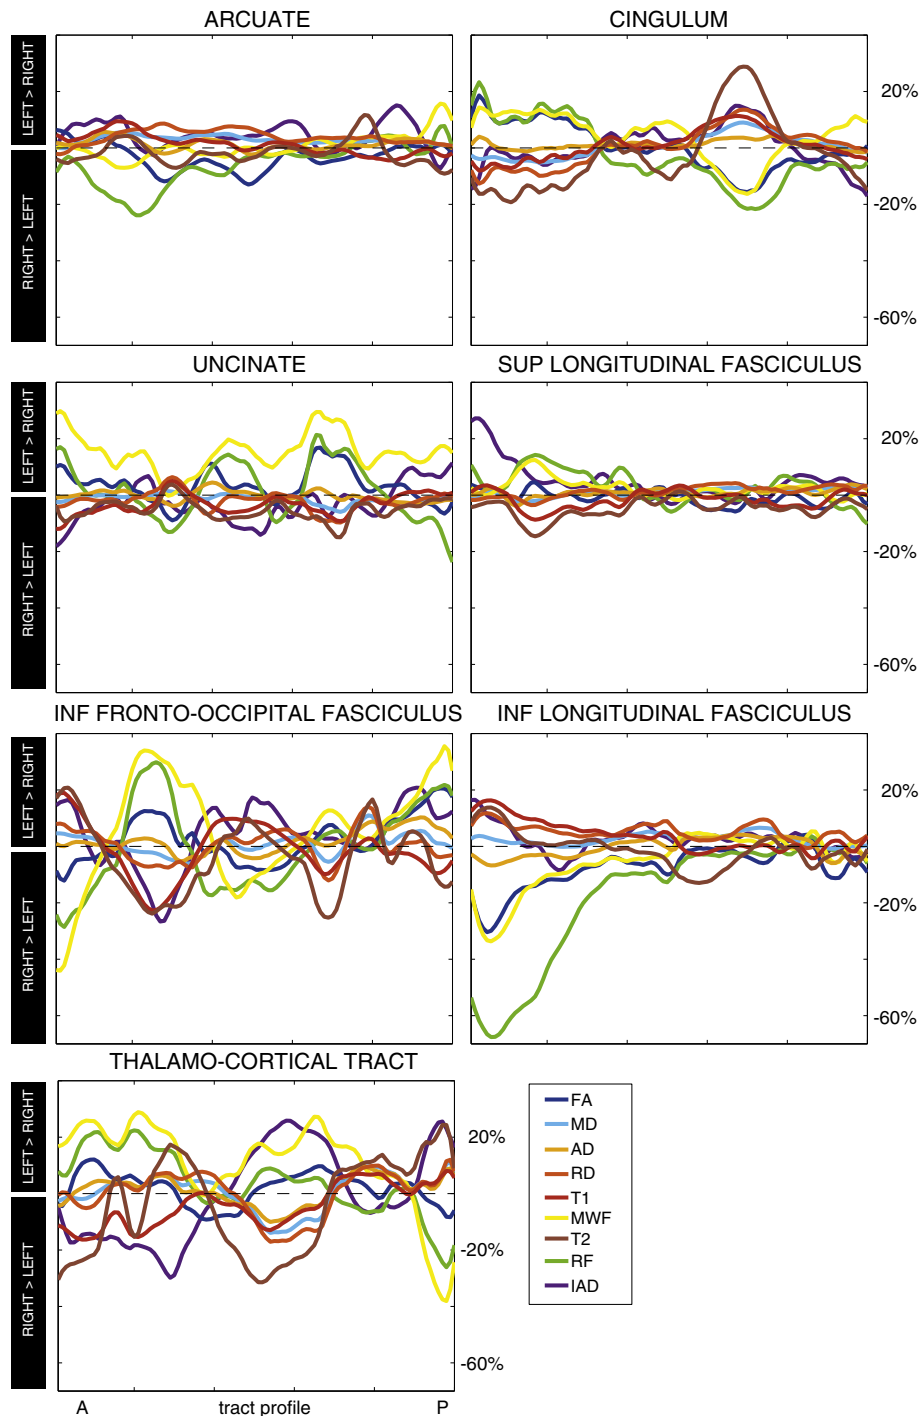 ARCUATE
CINGULUM
LEFT > RIGHT
RIGHT > LEFT
20%
-20%
-60%
UNCINATE
SUP LONGITUDINAL FASCICULUS
LEFT > RIGHT
RIGHT > LEFT
20%
-20%
-60%
INF FRONTO-OCCIPITAL FASCICULUS
INF LONGITUDINAL FASCICULUS
LEFT > RIGHT
RIGHT > LEFT
20%
-20%
-60%
THALAMO-CORTICAL TRACT
LEFT > RIGHT
RIGHT > LEFT
20%
-20%
-60%
FA
MD
AD
RD
T1
MWF
T2
RF
IAD
A tract profile P